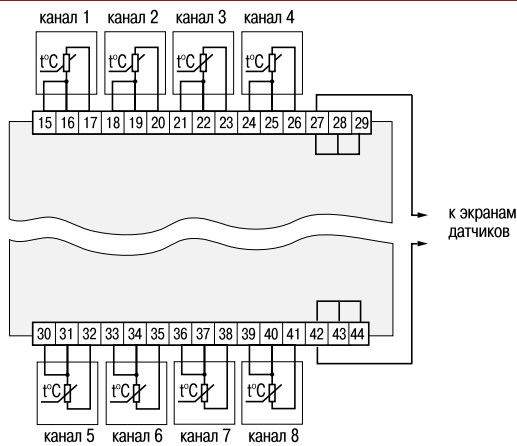 канал 1 канал 2 канал 3 канал 4
t°C t°C t°C t°C
15 16 17 18 19 20 21 22 23 24 25 26 27 28 29
к экранам
датчиков
30 31 32 33 34 35 36 37 38 39 40 41 42 43 44
t°C t°C t°C t°C
канал 5 канал 6 канал 7 канал 8